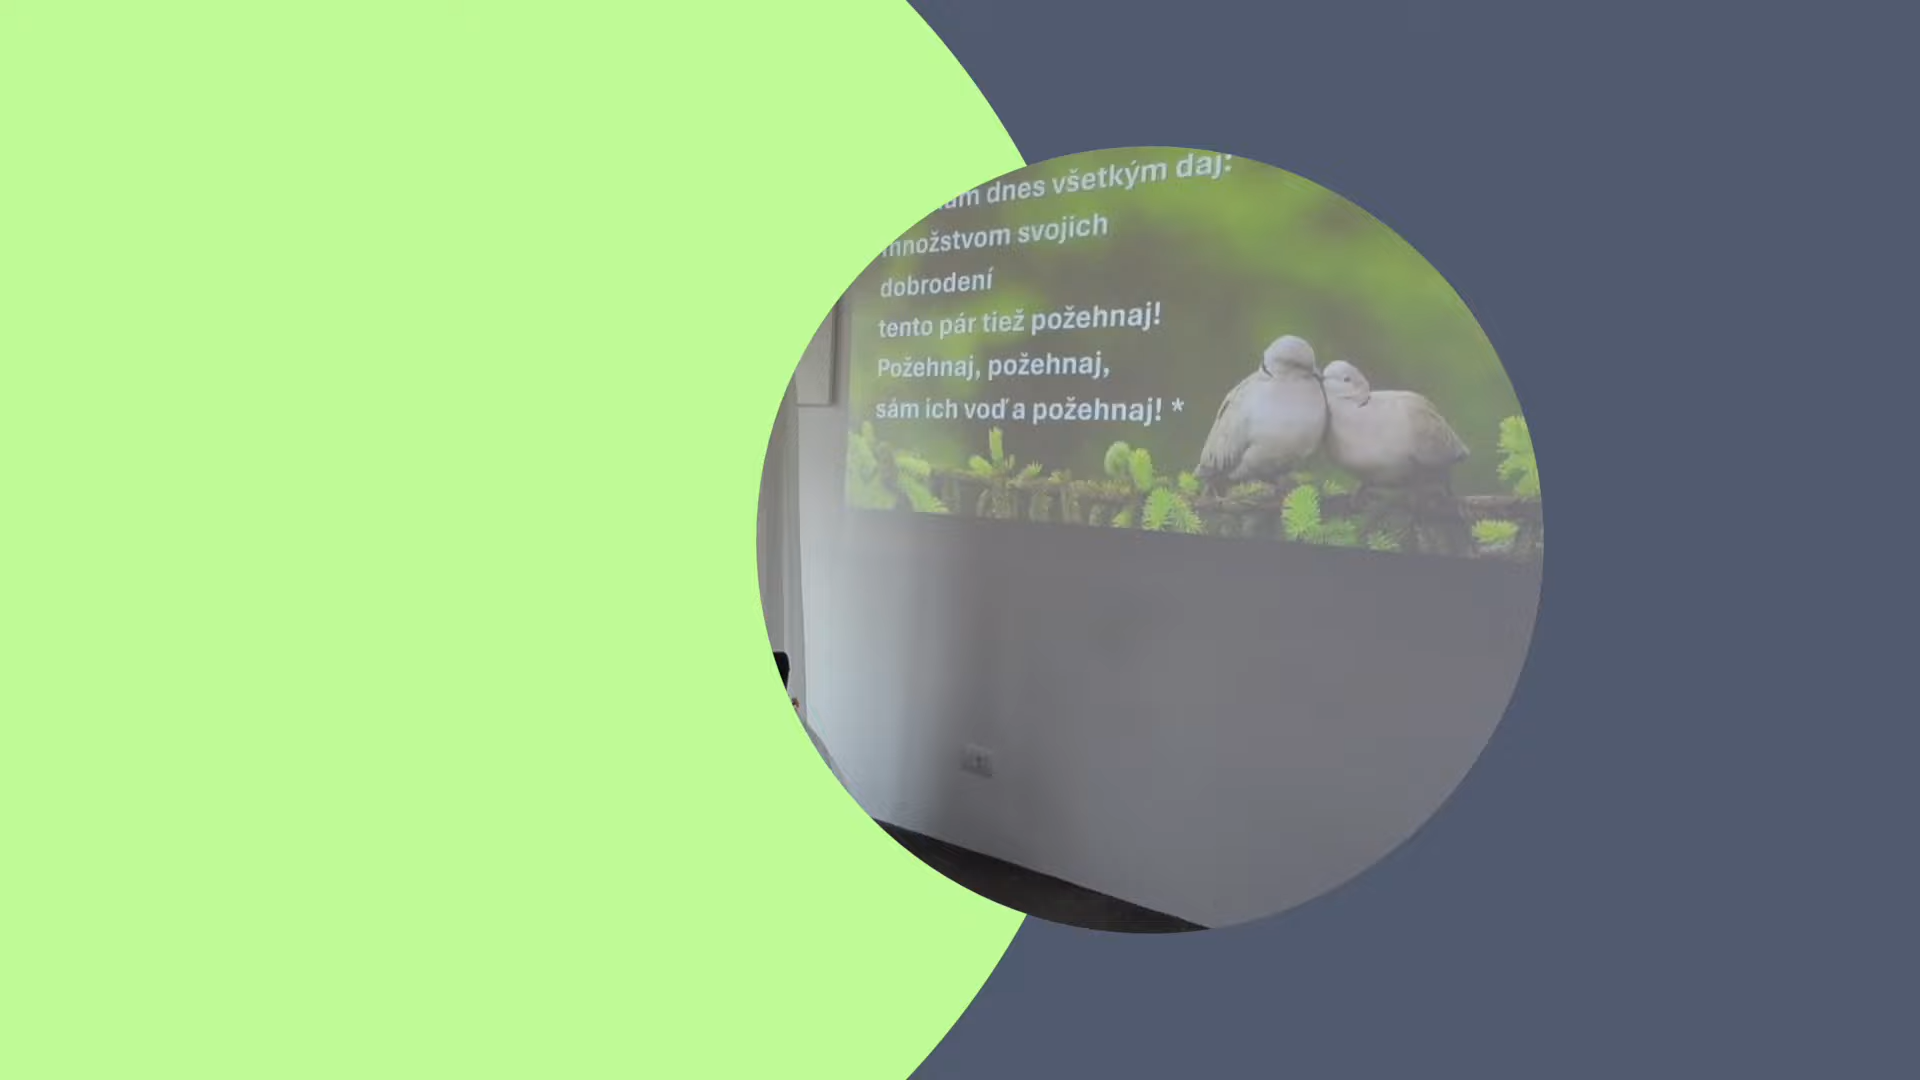 dnes všetkým daj:
množstvom svojich
dobrodení
tento pár tiež požehnaj!
Požehnaj, požehnaj,
sám ich voď a požehnaj! *